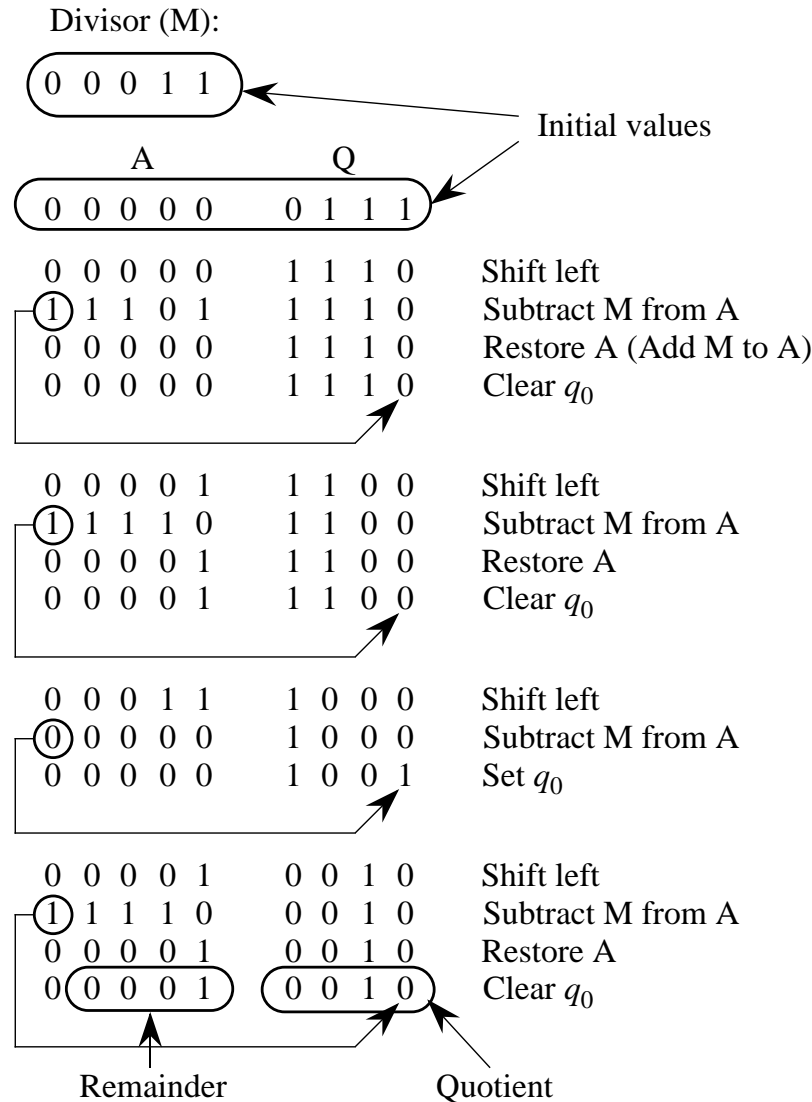 Divisor (M):
0 0 0 1 1
Initial values
A Q
0 0 0 0 0 0 1 1 1
0 0 0 0 0 1 1 1 0 Shift left
1 1 1 0 1 1 1 1 0 Subtract M from A
0 0 0 0 0 1 1 1 0 Restore A (Add M to A)
0 0 0 0 0 1 1 1 0 Clear q0
0 0 0 0 1 1 1 0 0 Shift left
1 1 1 1 0 1 1 0 0 Subtract M from A
0 0 0 0 1 1 1 0 0 Restore A
0 0 0 0 1 1 1 0 0 Clear q0
0 0 0 1 1 1 0 0 0 Shift left
0 0 0 0 0 1 0 0 0 Subtract M from A
0 0 0 0 0 1 0 0 1 Set q0
0 0 0 0 1 0 0 1 0 Shift left
1 1 1 1 0 0 0 1 0 Subtract M from A
0 0 0 0 1 0 0 1 0 Restore A
0 0 0 0 1 0 0 1 0 Clear q0
Remainder Quotient